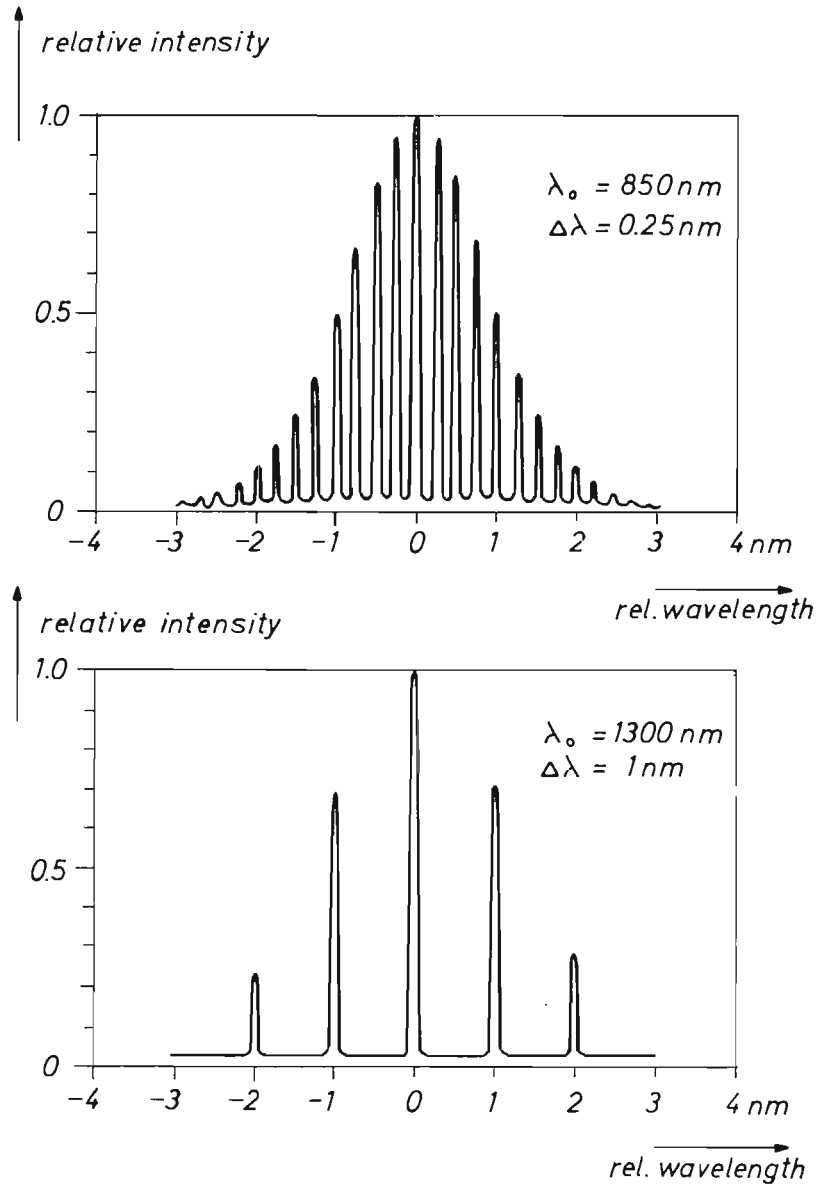 relative intensity
1.0
λ₀ = 850 nm
Δλ = 0.25 nm
0.5
0
−4 −3 −2 −1 0 1 2 3 4 nm
rel. wavelength
relative intensity
1.0
λ₀ = 1300 nm
Δλ = 1 nm
0.5
0
−4 −3 −2 −1 0 1 2 3 4 nm
rel. wavelength